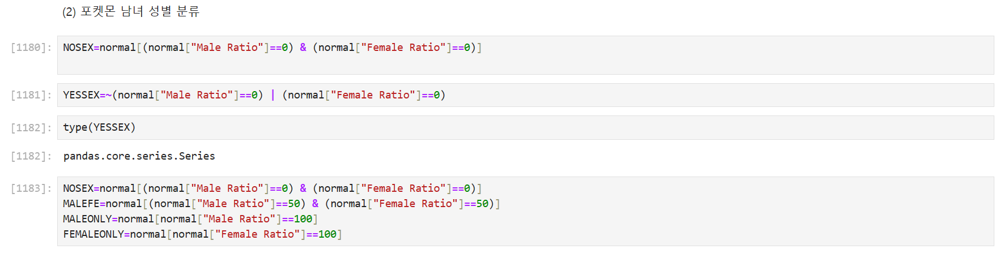 (2) 포켓몬 남녀 성별 분류
[1180]: NOSEX=normal[(normal["Male Ratio"]==0) & (normal["Female Ratio"]==0)]
[1181]: YESSEX=~(normal["Male Ratio"]==0) | (normal["Female Ratio"]==0)
[1182]: type(YESSEX)
[1182]: pandas.core.series.Series
[1183]: NOSEX=normal[(normal["Male Ratio"]==0) & (normal["Female Ratio"]==0)]
MALEFE=normal[(normal["Male Ratio"]==50) & (normal["Female Ratio"]==50)]
MALEONLY=normal[normal["Male Ratio"]==100]
FEMALEONLY=normal[normal["Female Ratio"]==100]